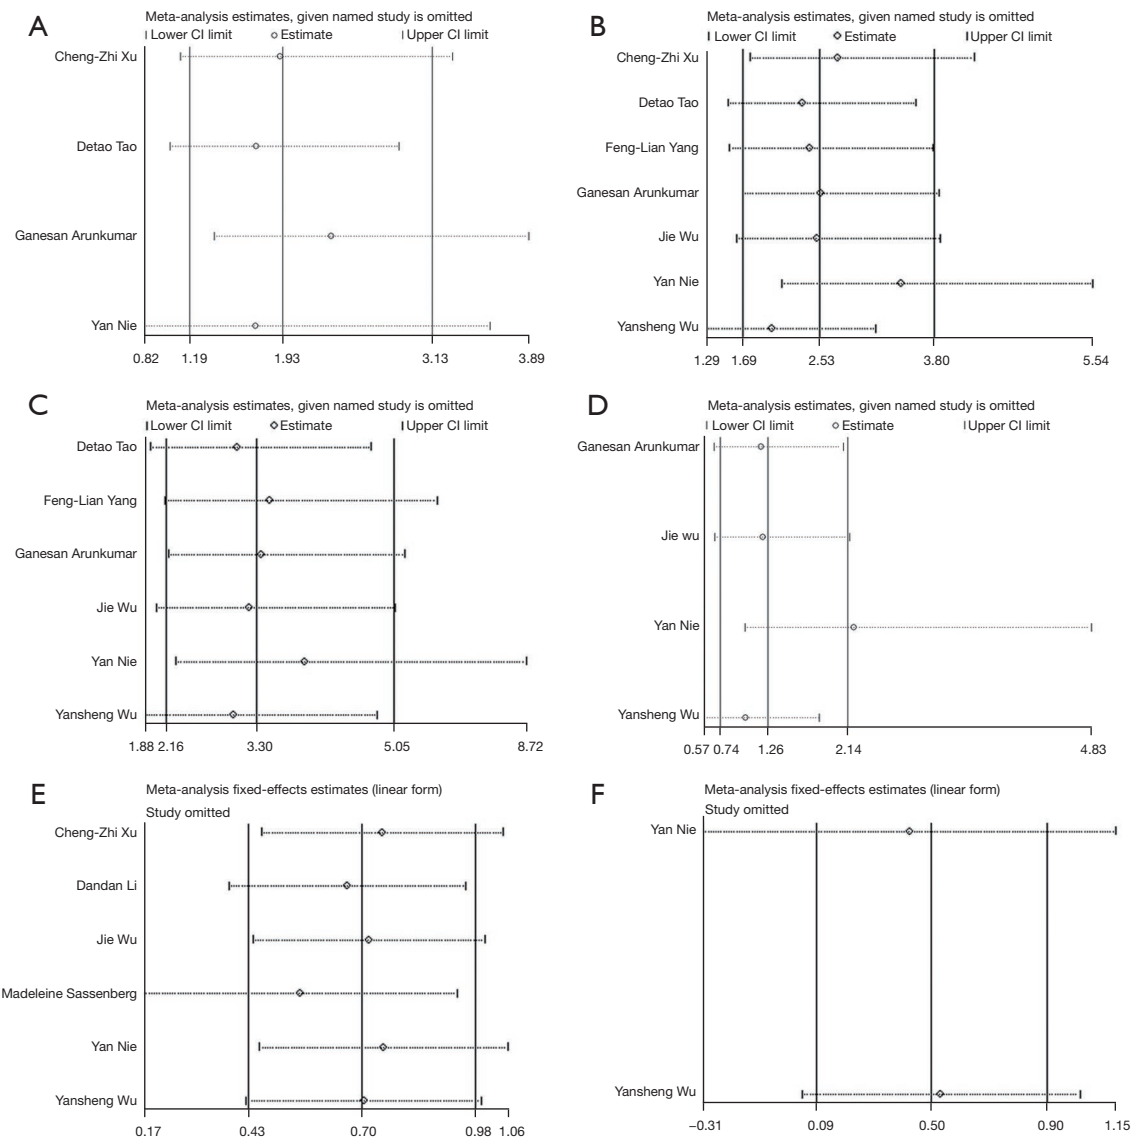 A
Meta-analysis estimates, given named study is omitted
Lower CI limit Estimate Upper CI limit
Cheng-Zhi Xu
Detao Tao
Ganesan Arunkumar
Yan Nie
0.82 1.19 1.93 3.13 3.89
B
Meta-analysis estimates, given named study is omitted
Lower CI limit Estimate Upper CI limit
Cheng-Zhi Xu
Detao Tao
Feng-Lian Yang
Ganesan Arunkumar
Jie Wu
Yan Nie
Yansheng Wu
1.29 1.69 2.53 3.80 5.54
C
Meta-analysis estimates, given named study is omitted
Lower CI limit Estimate Upper CI limit
Detao Tao
Feng-Lian Yang
Ganesan Arunkumar
Jie Wu
Yan Nie
Yansheng Wu
1.88 2.16 3.30 5.05 8.72
D
Meta-analysis estimates, given named study is omitted
Lower CI limit Estimate Upper CI limit
Ganesan Arunkumar
Jie wu
Yan Nie
Yansheng Wu
0.57 0.74 1.26 2.14 4.83
E
Meta-analysis fixed-effects estimates (linear form)
Study omitted
Cheng-Zhi Xu
Dandan Li
Jie Wu
Madeleine Sassenberg
Yan Nie
Yansheng Wu
0.17 0.43 0.70 0.98 1.06
F
Meta-analysis fixed-effects estimates (linear form)
Study omitted
Yan Nie
Yansheng Wu
−0.31 0.09 0.50 0.90 1.15